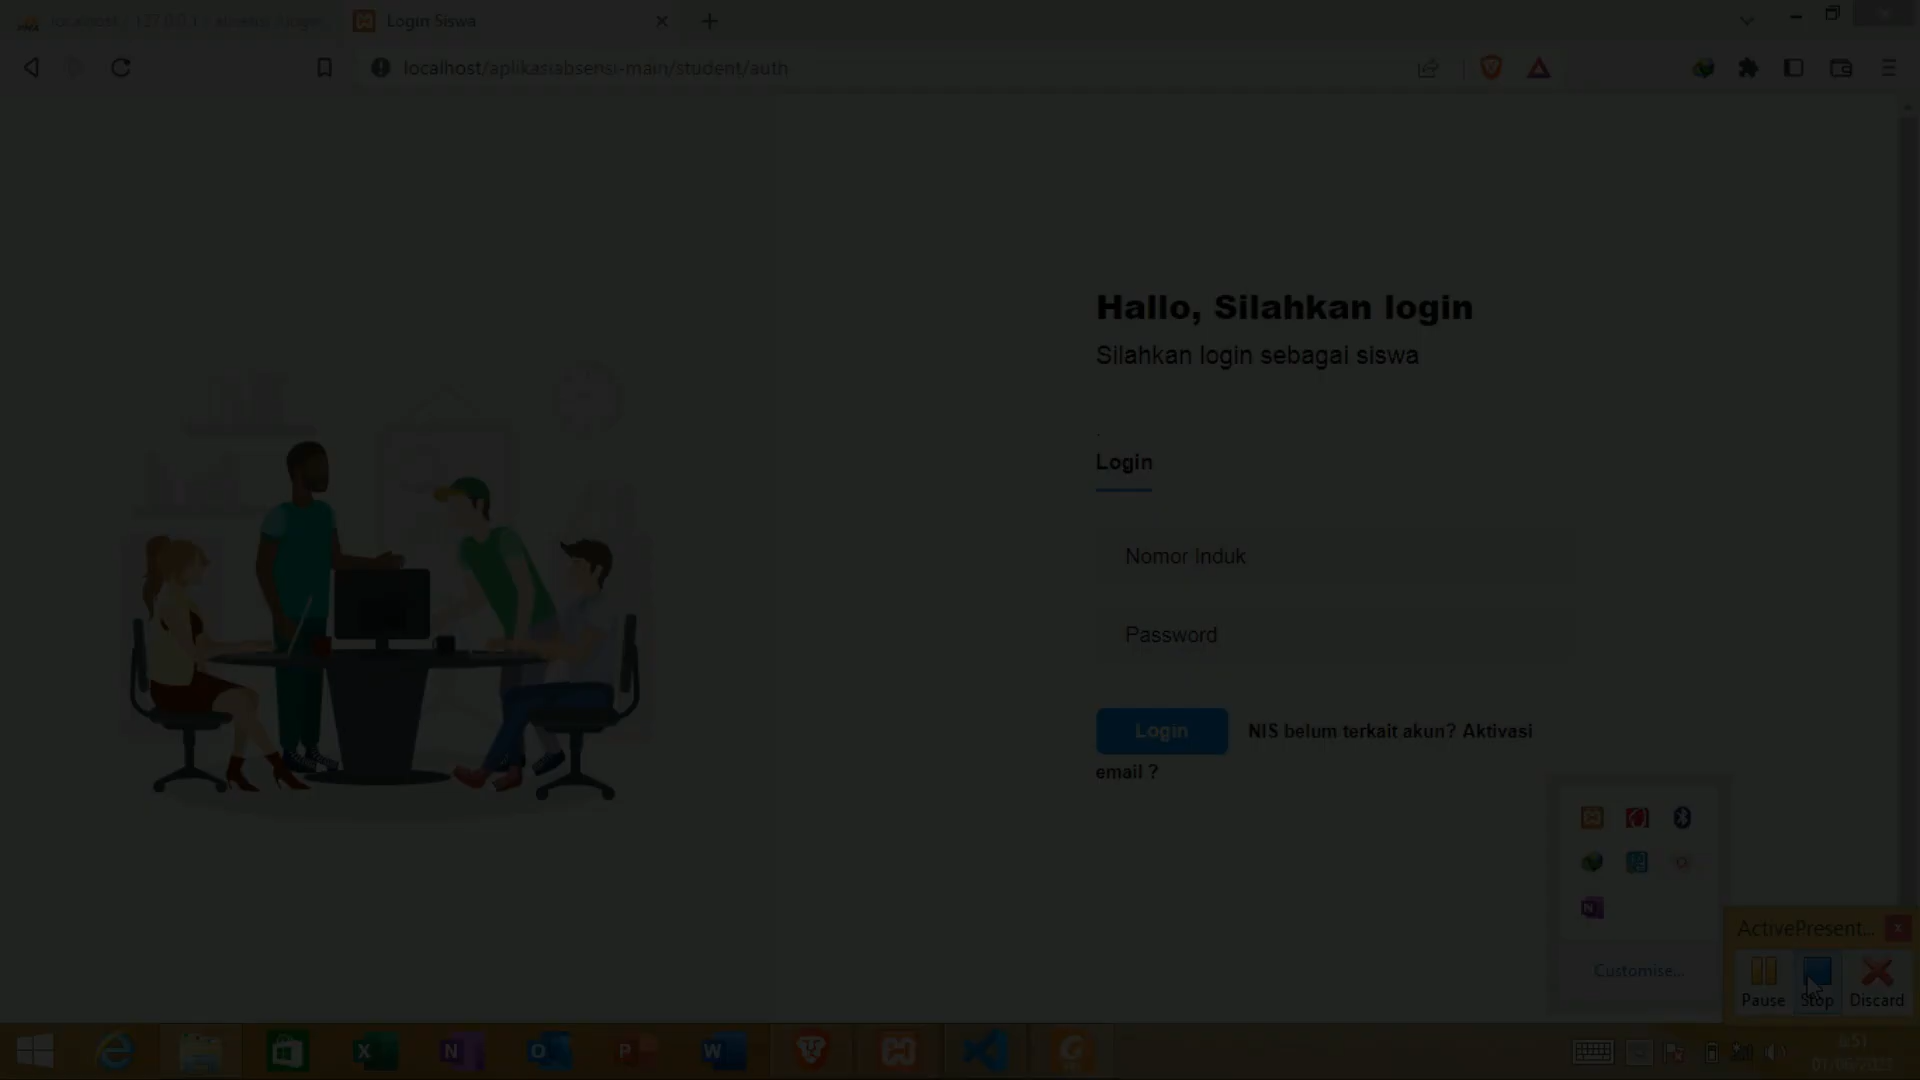 Login Siswa
localhost/aplikasiabsensi-main/student/auth
Hallo, Silahkan login
Silahkan login sebagai siswa
Login
Nomor Induk
Password
Login
NIS belum terkait akun? Aktivasi
email ?
Customise...
ActivePresent...
Pause
Stop
Discard